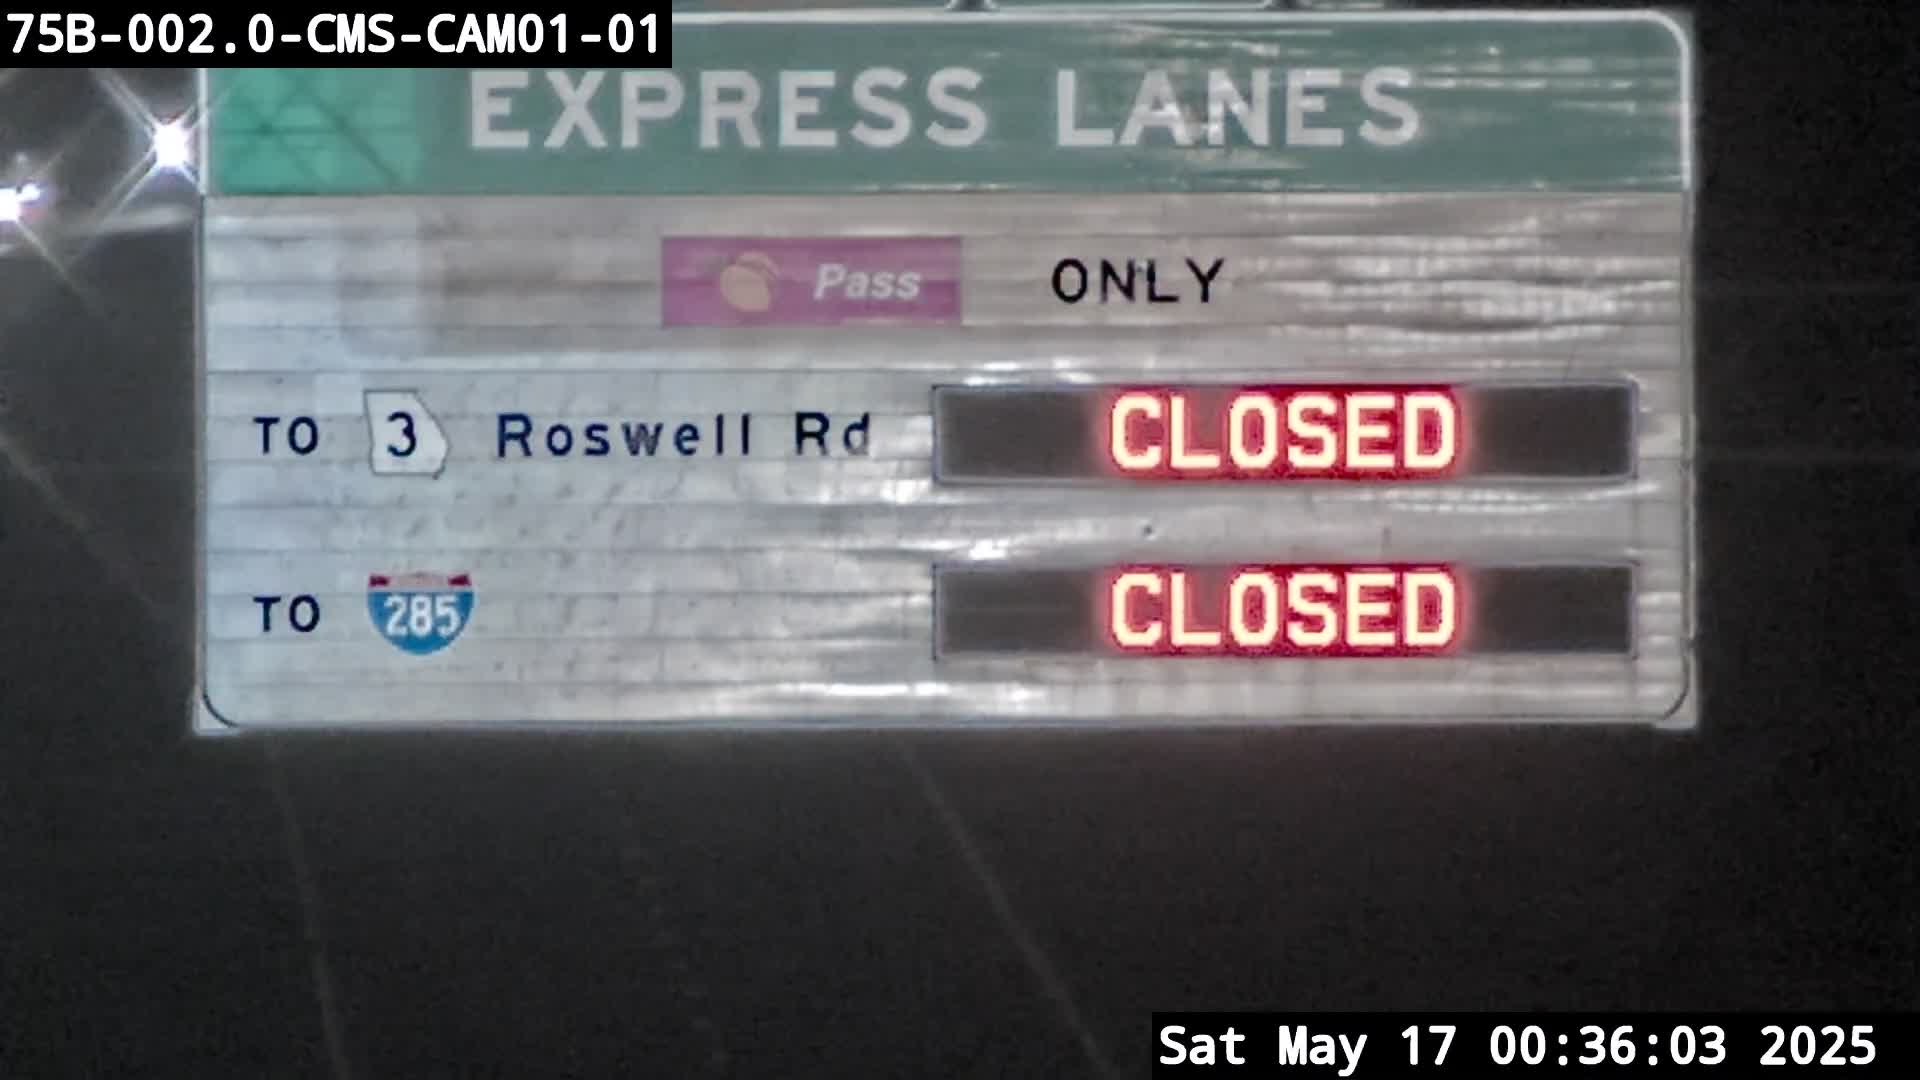 75B-002.0-CMS-CAM01-01
EXPRESS LANES
Pass ONLY
TO 3 Roswell Rd CLOSED
TO 285 CLOSED
Sat May 17 00:36:03 2025